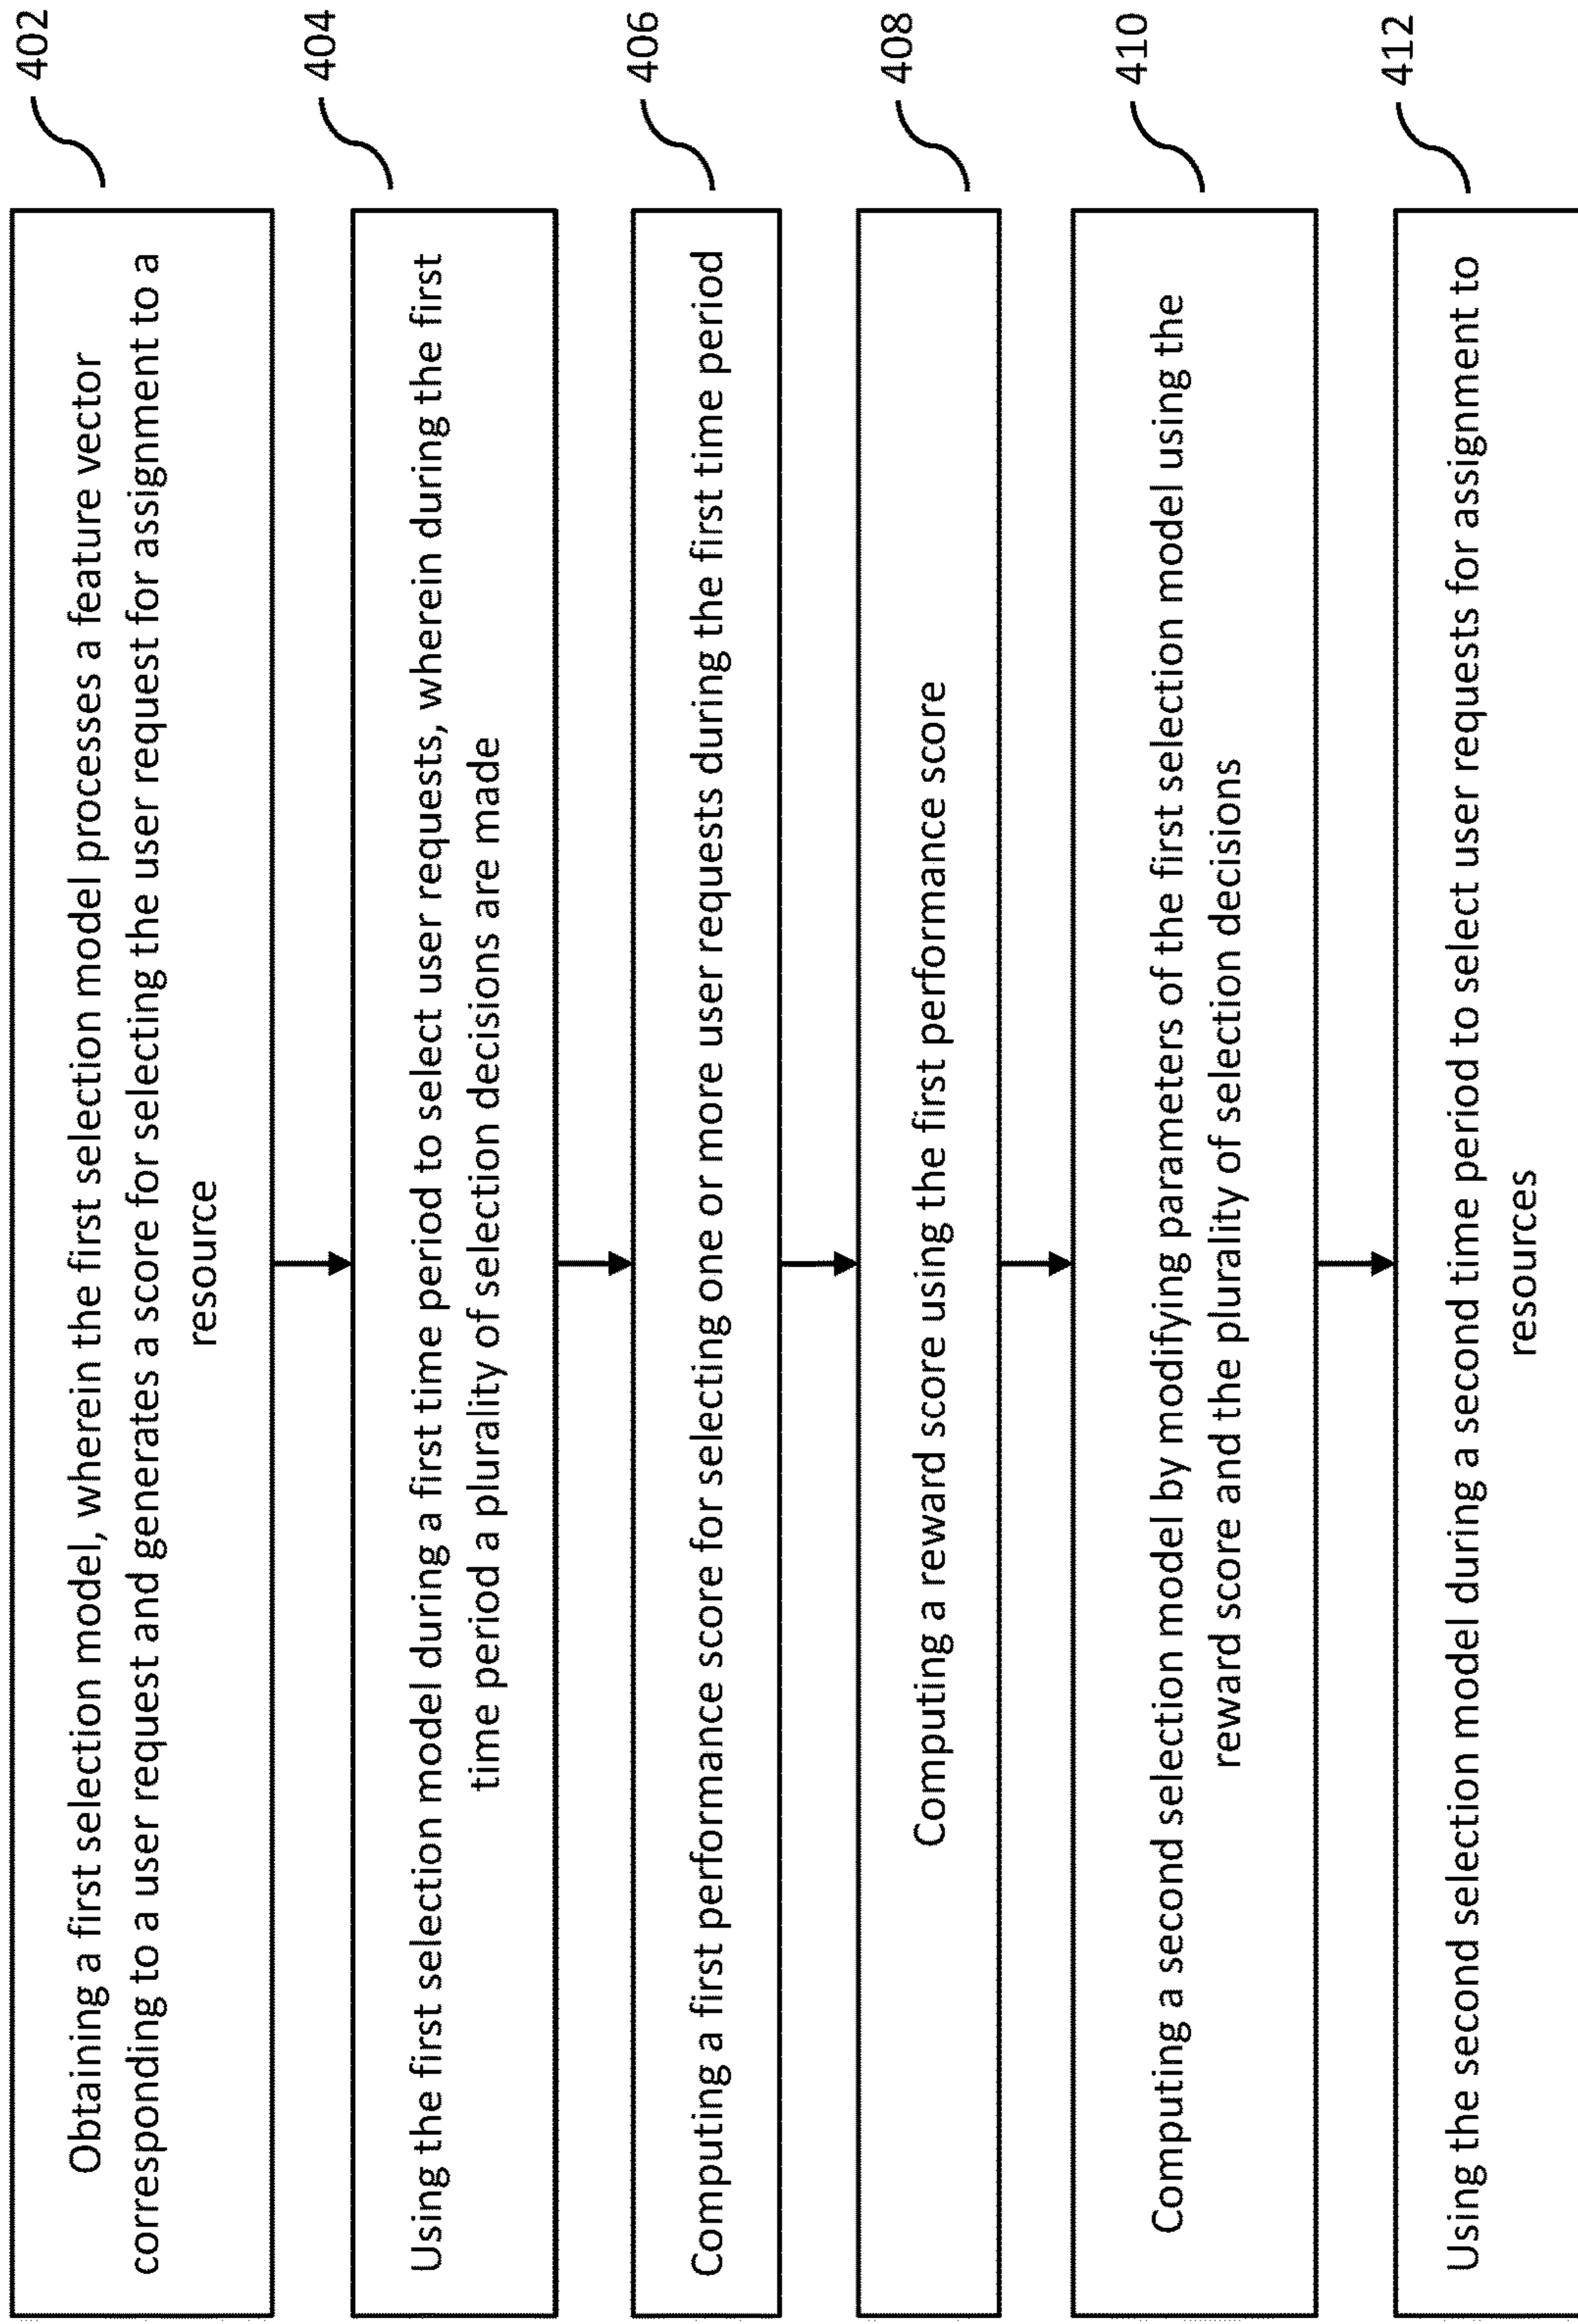 402
Obtaining a first selection model, wherein the first selection model processes a feature vector
corresponding to a user request and generates a score for selecting the user request for assignment to a
resource
404
Using the first selection model during a first time period to select user requests, wherein during the first
time period a plurality of selection decisions are made
406
Computing a first performance score for selecting one or more user requests during the first time period
408
Computing a reward score using the first performance score
410
Computing a second selection model by modifying parameters of the first selection model using the
reward score and the plurality of selection decisions
412
Using the second selection model during a second time period to select user requests for assignment to
resources